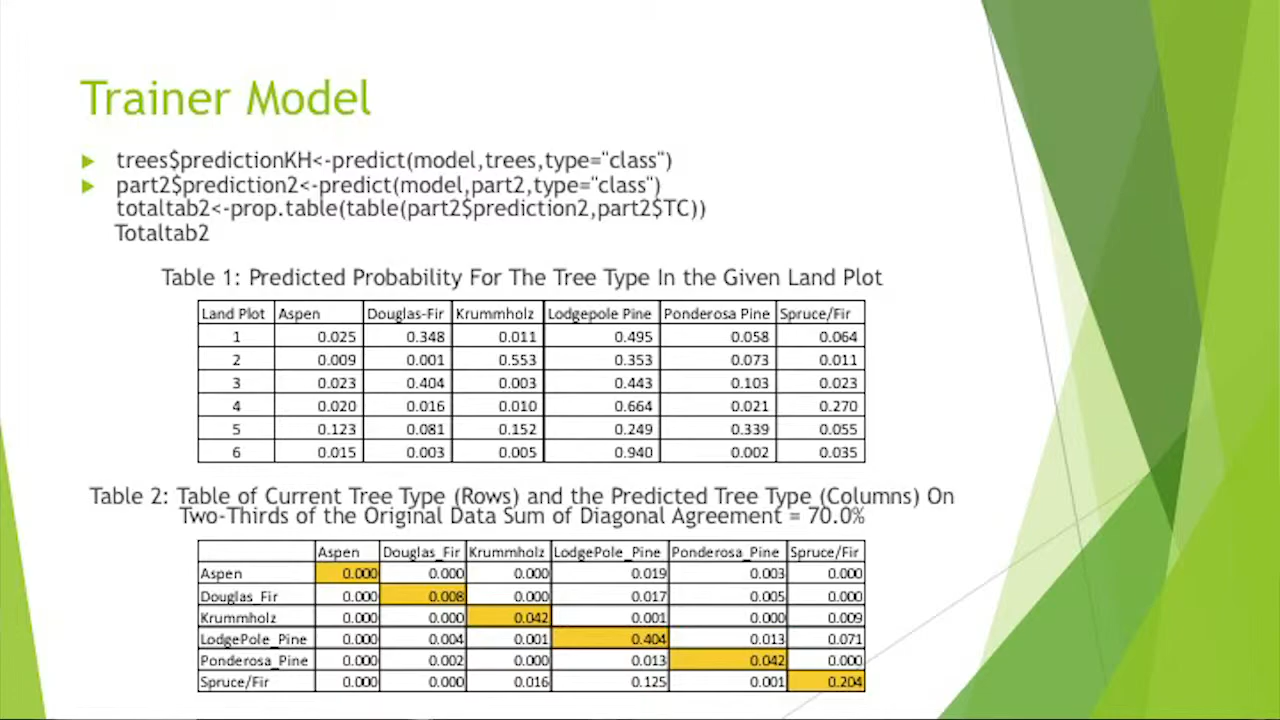 Trainer Model
trees$predictionKH<-predict(model,trees,type="class")
part2$prediction2<-predict(model,part2,type="class")
totaltab2<-prop.table(table(part2$prediction2,part2$TC))
Totaltab2
Table 1: Predicted Probability For The Tree Type In the Given Land Plot
Land Plot Aspen Douglas-Fir Krummholz Lodgepole Pine Ponderosa Pine Spruce/Fir
1 0.025 0.348 0.011 0.495 0.058 0.064
2 0.009 0.001 0.553 0.353 0.073 0.011
3 0.023 0.404 0.003 0.443 0.103 0.023
4 0.020 0.016 0.010 0.664 0.021 0.270
5 0.123 0.081 0.152 0.249 0.339 0.055
6 0.015 0.003 0.005 0.940 0.002 0.035
Table 2: Table of Current Tree Type (Rows) and the Predicted Tree Type (Columns) On
Two-Thirds of the Original Data Sum of Diagonal Agreement = 70.0%
Aspen Douglas_Fir Krummholz LodgePole_Pine Ponderosa_Pine Spruce/Fir
Aspen 0.000 0.000 0.000 0.019 0.003 0.000
Douglas_Fir 0.000 0.008 0.000 0.017 0.005 0.000
Krummholz 0.000 0.000 0.042 0.001 0.000 0.009
LodgePole_Pine 0.000 0.004 0.001 0.404 0.013 0.071
Ponderosa_Pine 0.000 0.002 0.000 0.013 0.042 0.000
Spruce/Fir 0.000 0.000 0.016 0.125 0.001 0.204